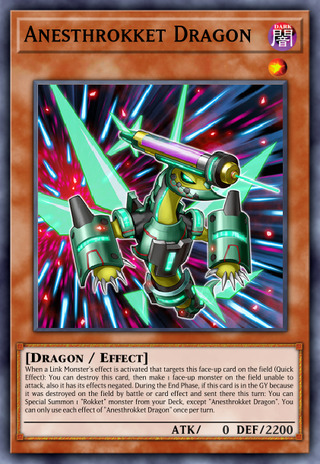 Anesthrokket Dragon
DARK
闇
[Dragon / Effect]
When a Link Monster's effect is activated that targets this face-up card on the field (Quick
Effect): You can destroy this card, then make 1 face-up monster on the field unable to
attack, also it has its effects negated. During the End Phase, if this card is in the GY because
it was destroyed on the field by battle or card effect and sent there this turn: You can
Special Summon 1 "Rokket" monster from your Deck, except "Anesthrokket Dragon". You
can only use each effect of "Anesthrokket Dragon" once per turn.
ATK/ 0 DEF/2200